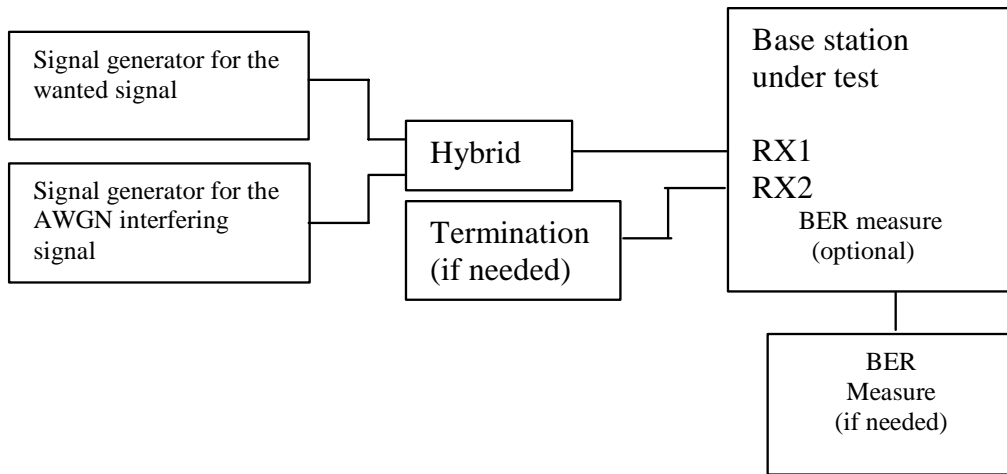 Signal generator for the
wanted signal
Signal generator for the
AWGN interfering
signal
Hybrid
Termination
(if needed)
Base station
under test
RX1
RX2
BER measure
(optional)
BER
Measure
(if needed)